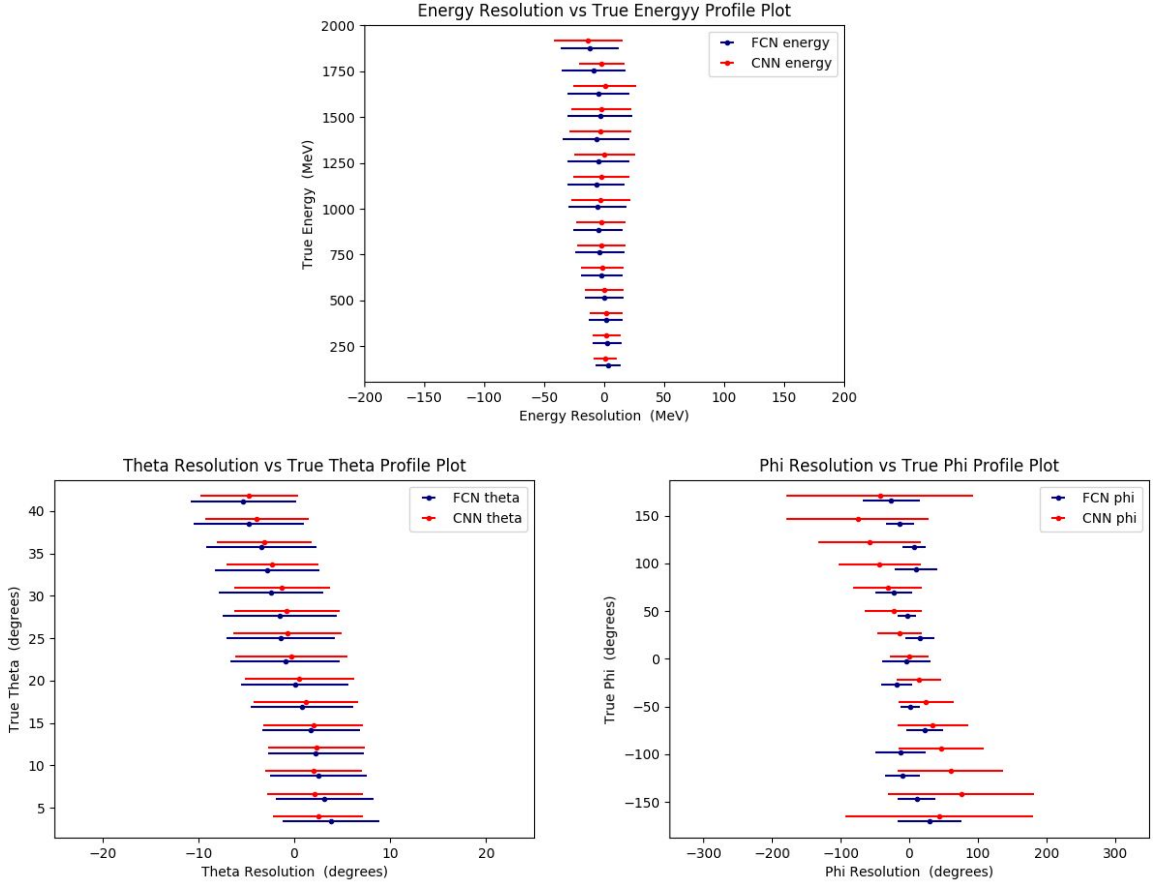 Energy Resolution vs True Energyy Profile Plot
2000
1750
1500
1250
1000
750
500
250
True Energy (MeV)
FCN energy
CNN energy
−200 −150 −100 −50 0 50 100 150 200
Energy Resolution (MeV)
Theta Resolution vs True Theta Profile Plot
40
35
30
25
20
15
10
5
True Theta (degrees)
FCN theta
CNN theta
−20 −10 0 10 20
Theta Resolution (degrees)
Phi Resolution vs True Phi Profile Plot
150
100
50
0
−50
−100
−150
True Phi (degrees)
FCN phi
CNN phi
−300 −200 −100 0 100 200 300
Phi Resolution (degrees)